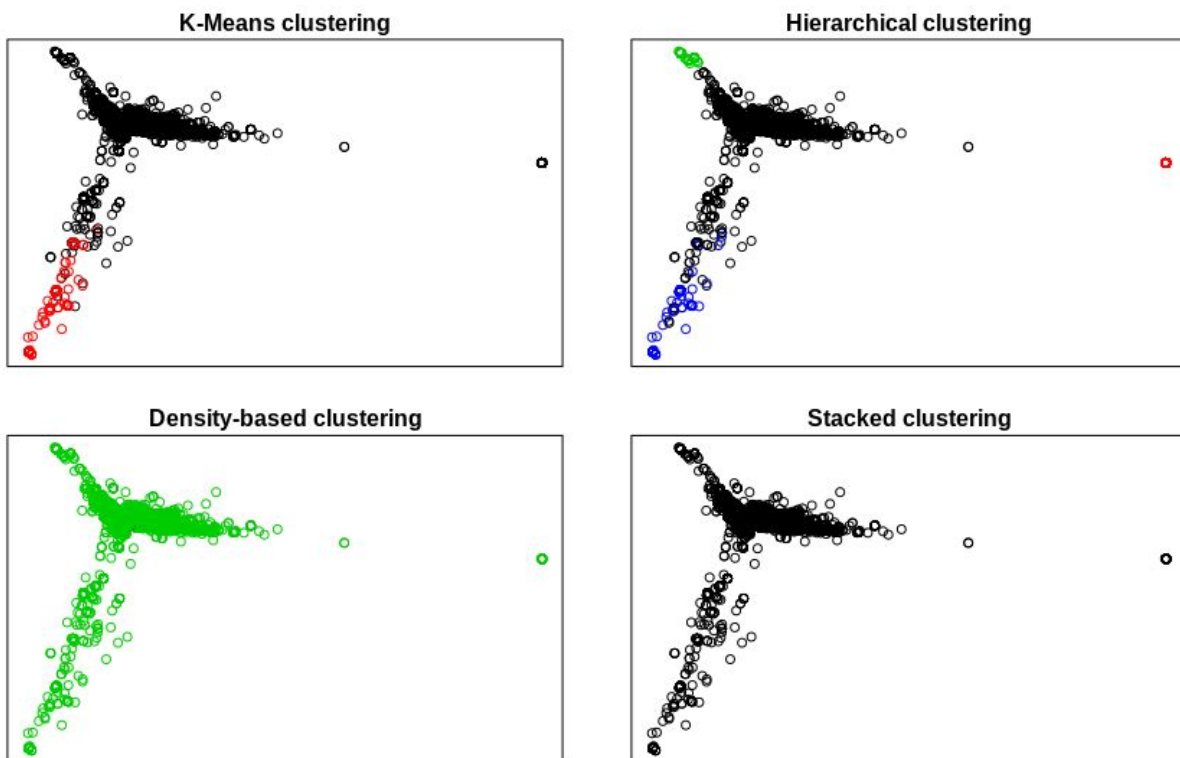 K-Means clustering
Hierarchical clustering
Density-based clustering
Stacked clustering